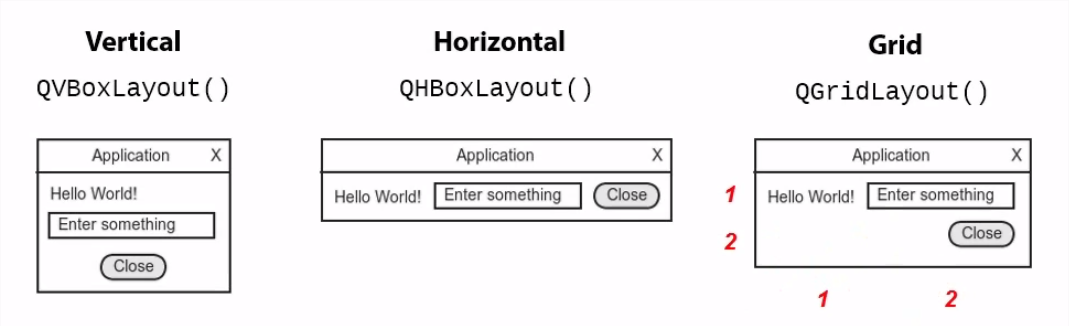 Vertical
QVBoxLayout()
Application X
Hello World!
Enter something
Close
Horizontal
QHBoxLayout()
Application X
Hello World! Enter something Close
Grid
QGridLayout()
Application X
1 Hello World! Enter something
2 Close
1 2